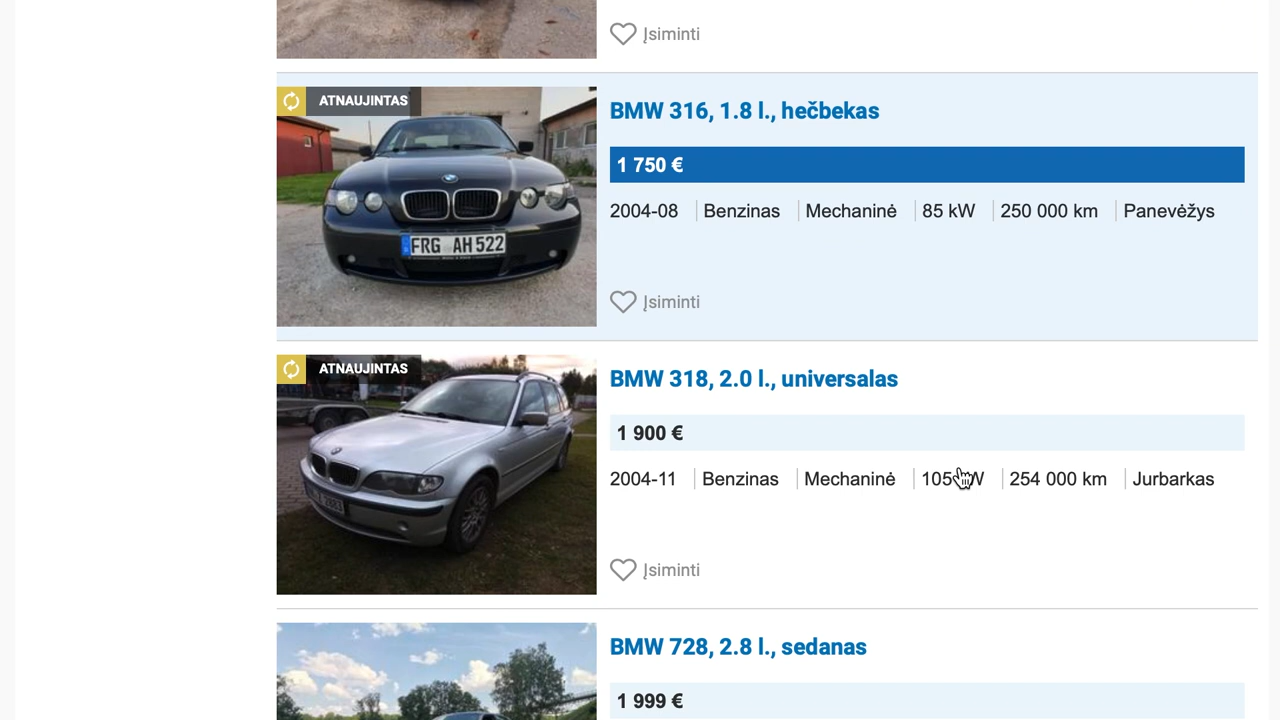 Įsiminti
ATNAUJINTAS
BMW 316, 1.8 l., hečbekas
1 750 €
2004-08 Benzinas Mechaninė 85 kW 250 000 km Panevėžys
FRG AH 522
Įsiminti
ATNAUJINTAS
BMW 318, 2.0 l., universalas
1 900 €
2004-11 Benzinas Mechaninė 105 kW 254 000 km Jurbarkas
Įsiminti
BMW 728, 2.8 l., sedanas
1 999 €